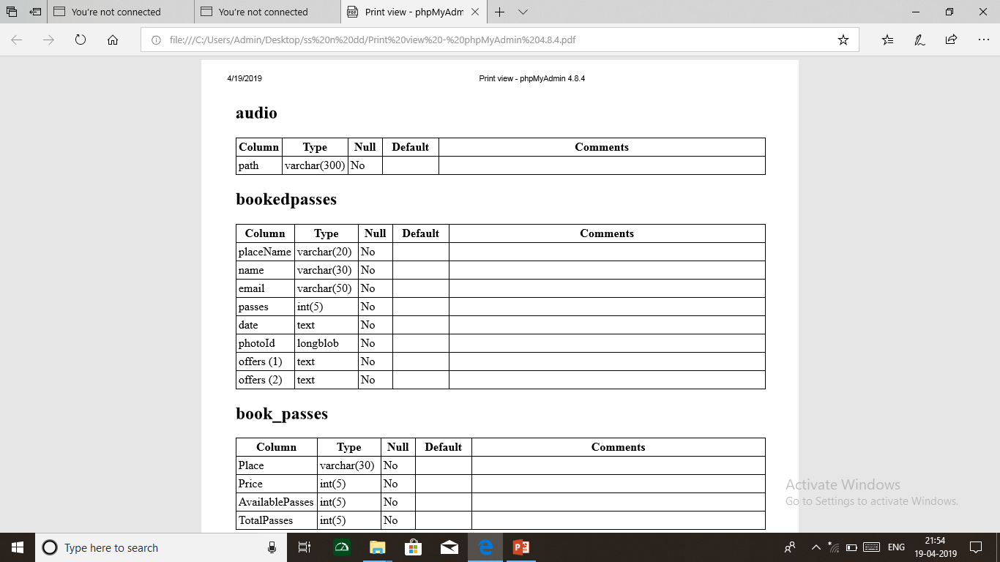 You're not connected
You're not connected
Print view - phpMyAdm
file:///C:/Users/Admin/Desktop/ss%20n%20dd/Print%20view%20-%20phpMyAdmin%204.8.4.pdf
4/19/2019 Print view - phpMyAdmin 4.8.4
audio
Column Type Null Default Comments
path varchar(300) No
bookedpasses
Column Type Null Default Comments
placeName varchar(20) No
name varchar(30) No
email varchar(50) No
passes int(5) No
date text No
photoId longblob No
offers (1) text No
offers (2) text No
book_passes
Column Type Null Default Comments
Place varchar(30) No
Price int(5) No
AvailablePasses int(5) No
TotalPasses int(5) No
Activate Windows
Go to Settings to activate Windows.
Type here to search
ENG
21:54
19-04-2019